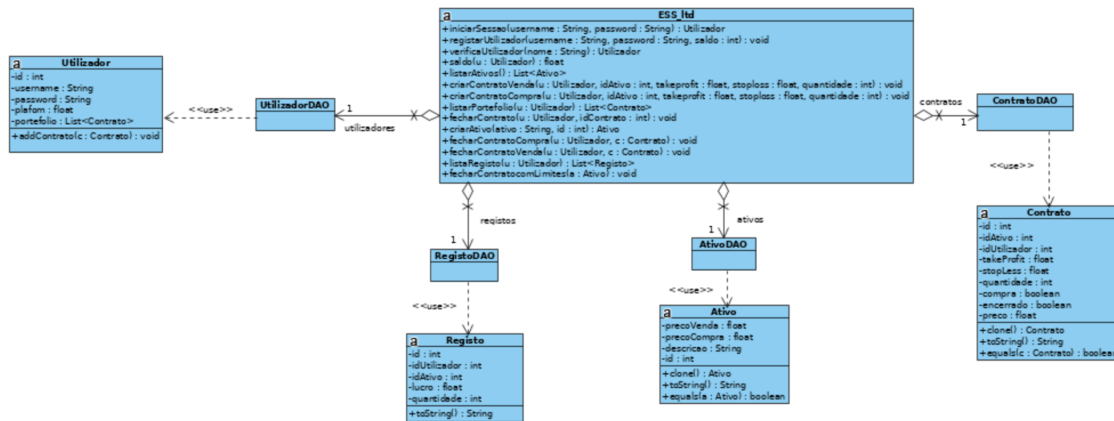 ESS_ltd
+iniciarSessao(username : String, password : String) : Utilizador
+registarUtilizador(username : String, password : String, saldo : int) : void
+verificaUtilizador(nome : String) : Utilizador
+saldo(u : Utilizador) : float
+listarAtivos() : List<Ativo>
+criarContratoVenda(u : Utilizador, idAtivo : int, takeprofit : float, stoploss : float, quantidade : int) : void
+criarContratoCompra(u : Utilizador, idAtivo : int, takeprofit : float, stoploss : float, quantidade : int) : void
+listarPortefolio(u : Utilizador) : List<Contrato>
+fecharContrato(u : Utilizador, idContrato : int) : void
+criarAtivo(ativo : String, id : int) : Ativo
+fecharContratoCompra(u : Utilizador, c : Contrato) : void
+fecharContratoVenda(u : Utilizador, c : Contrato) : void
+listaRegisto(u : Utilizador) : List<Registo>
+fecharContratocomLimites(a : Ativo) : void
Utilizador
-id : int
-username : String
-password : String
-plafom : float
-portefolio : List<Contrato>
+addContrato(c : Contrato) : void
<<use>>
UtilizadorDAO
1
utilizadores
contratos
1
ContratoDAO
<<use>>
Contrato
-id : int
-idAtivo : int
-idUtilizador : int
-takeProfit : float
-stopLess : float
-quantidade : int
-compra : boolean
-encerrado : boolean
-preco : float
+clone() : Contrato
+toString() : String
+equals(c : Contrato) : boolean
registos
1
RegistoDAO
<<use>>
Registo
-id : int
-idUtilizador : int
-idAtivo : int
-lucro : float
-quantidade : int
+toString() : String
ativos
1
AtivoDAO
<<use>>
Ativo
-precoVenda : float
-precoCompra : float
-descricao : String
-id : int
+clone() : Ativo
+toString() : String
+equals(a : Ativo) : boolean